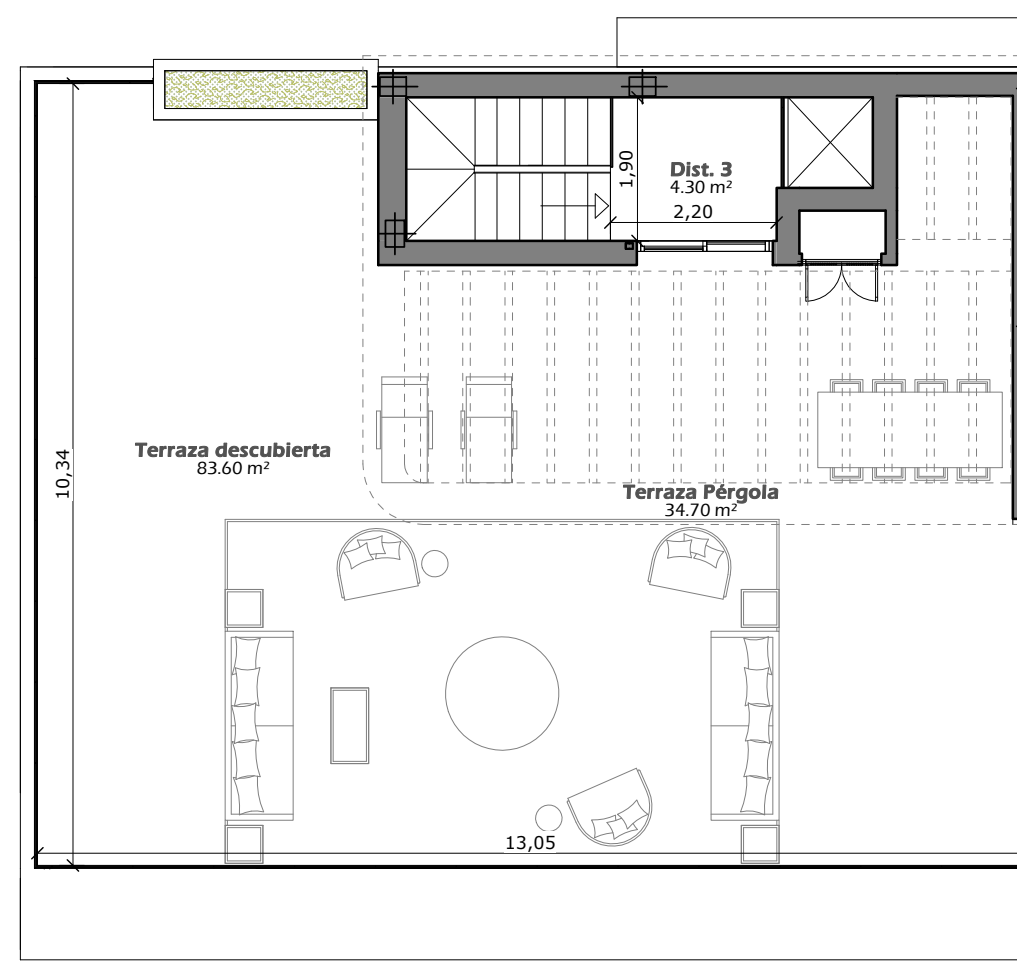 1,90
Dist. 3
4.30 m²
2,20
Terraza descubierta
83.60 m²
10,34
Terraza Pérgola
34.70 m²
13,05